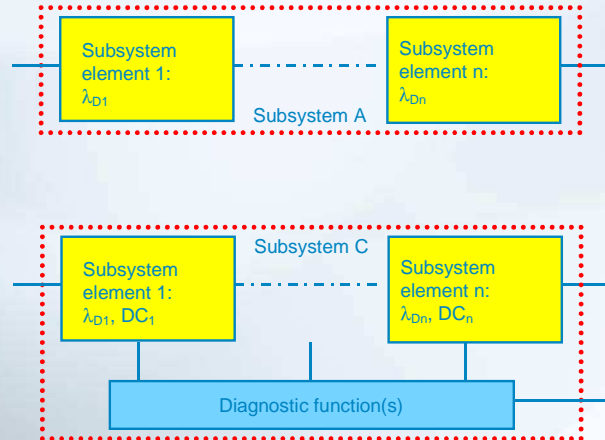 Subsystem
element 1:
λD1
Subsystem
element n:
λDn
Subsystem A
Subsystem C
Subsystem
element 1:
λD1, DC1
Subsystem
element n:
λDn, DCn
Diagnostic function(s)